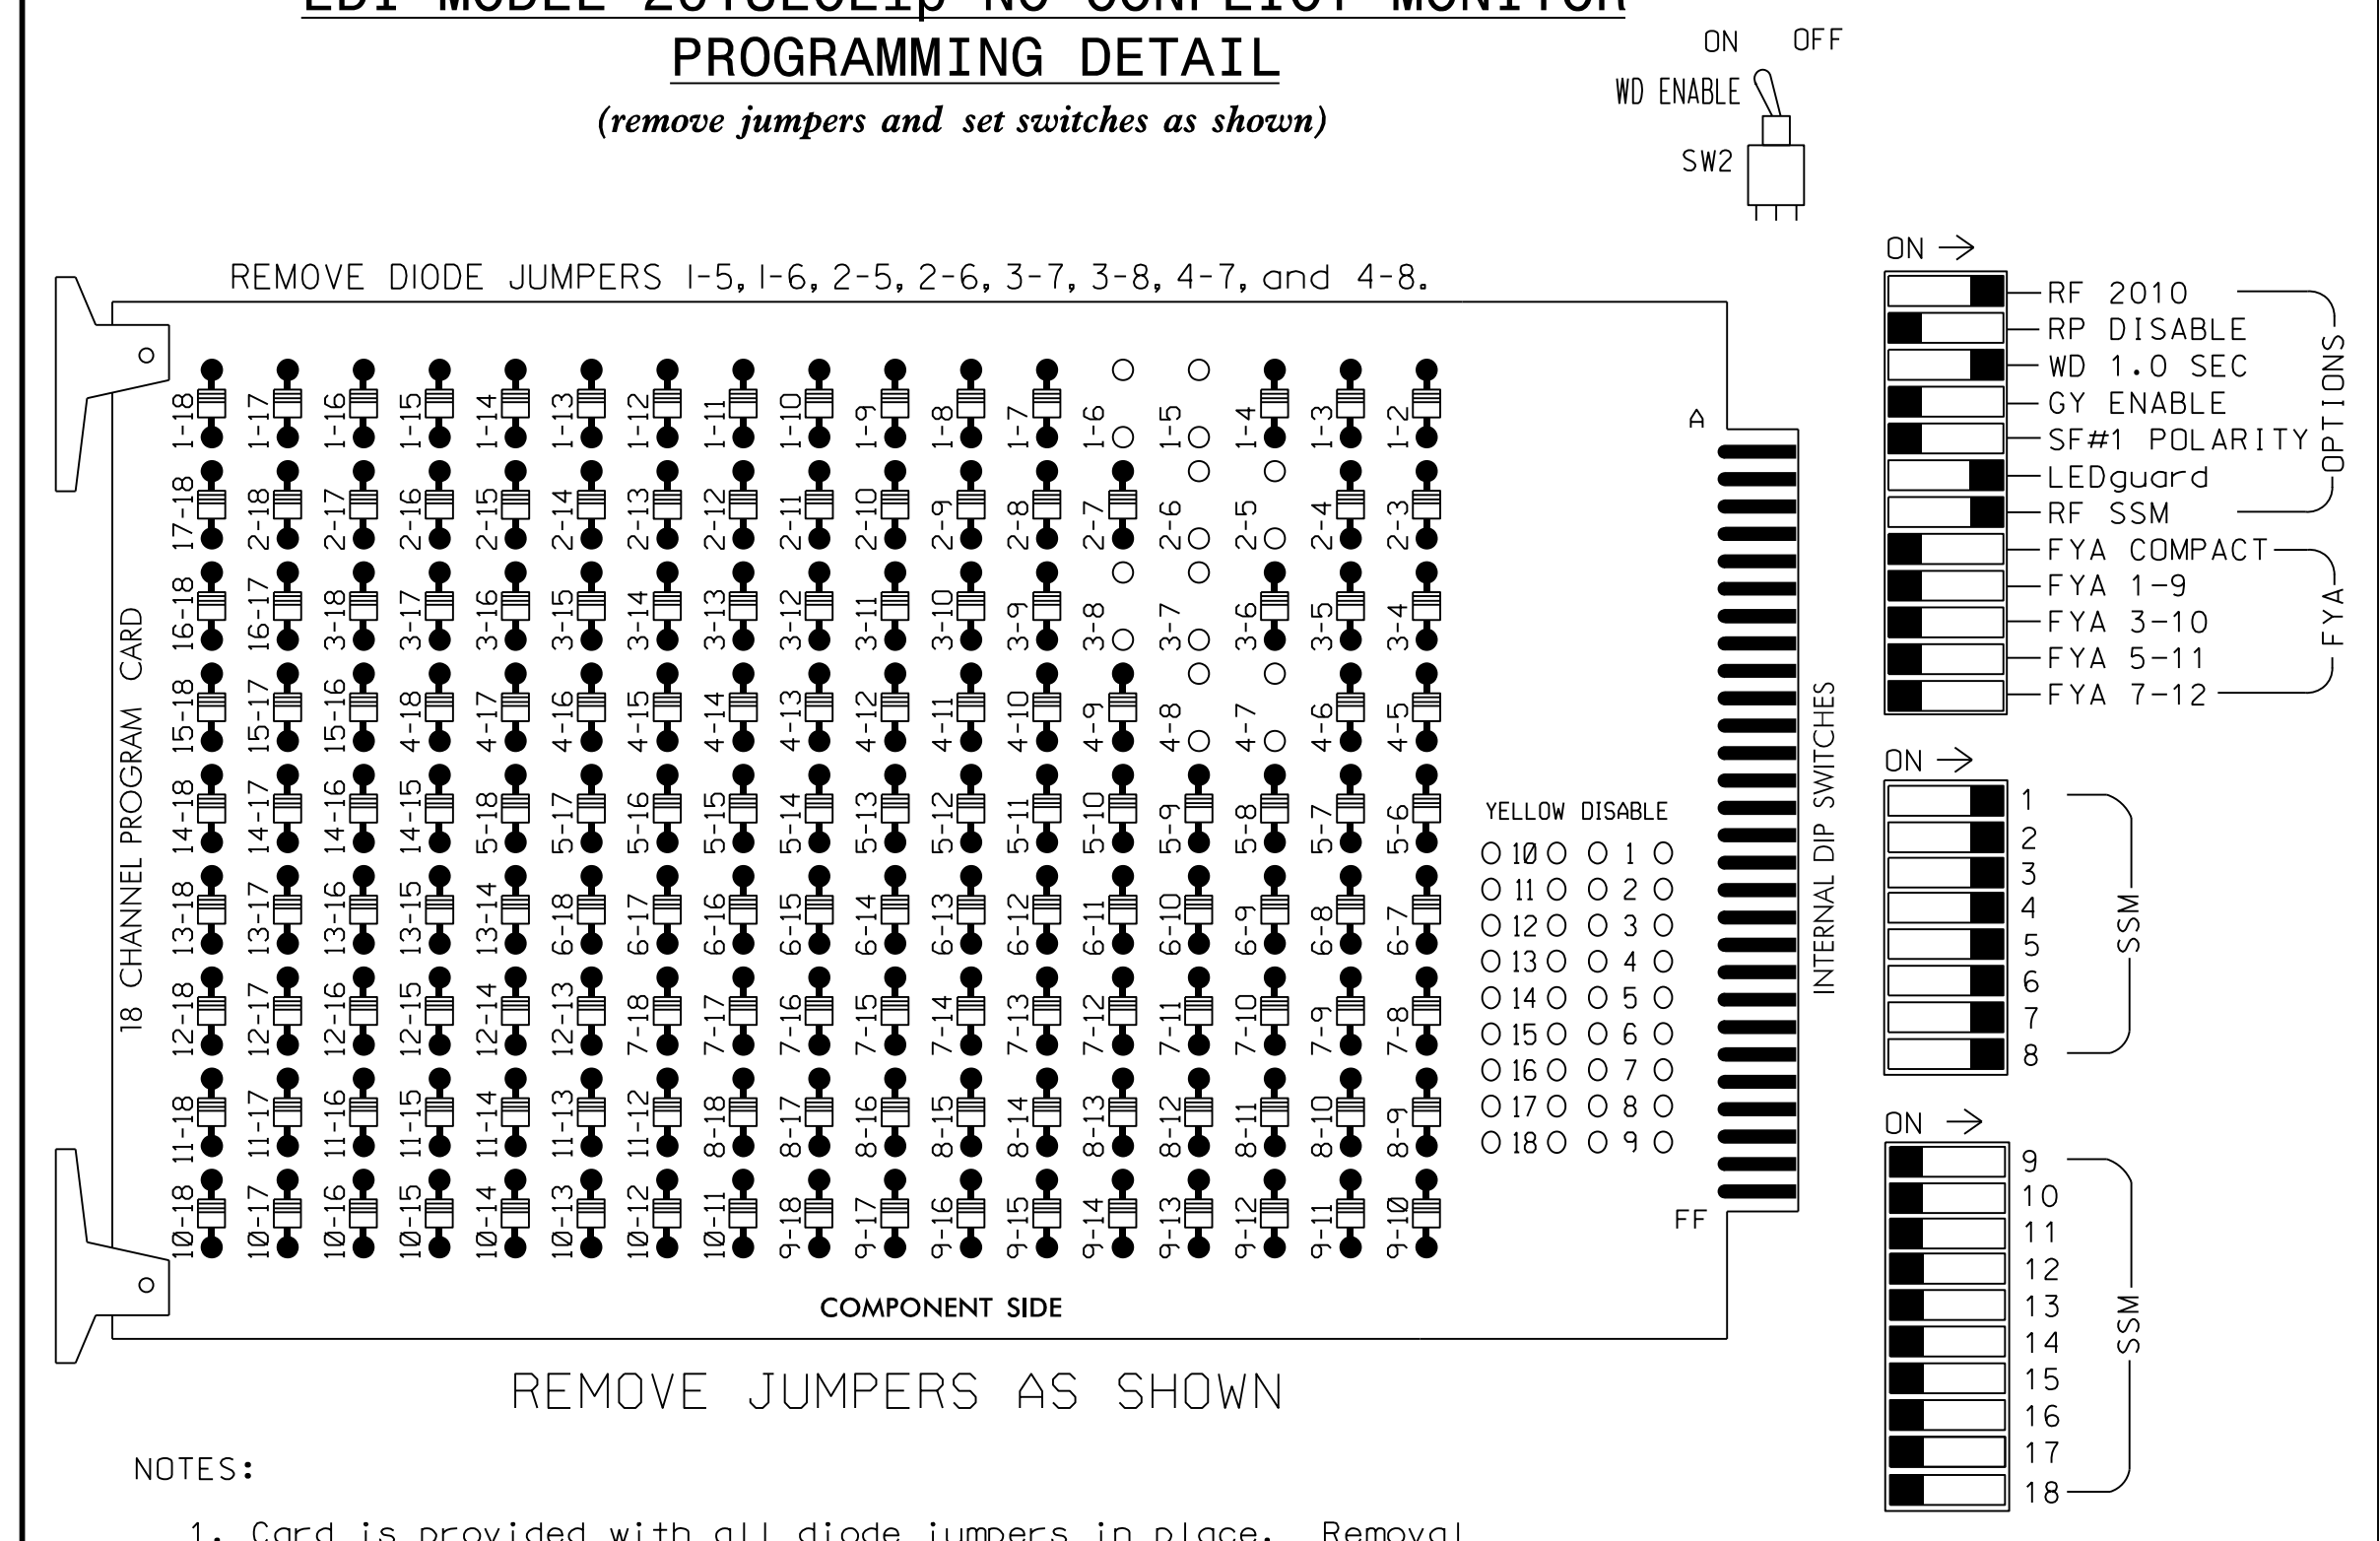 PROGRAMMING DETAIL
(remove jumpers and set switches as shown)
ON OFF
WD ENABLE
SW2
REMOVE DIODE JUMPERS 1-5, 1-6, 2-5, 2-6, 3-7, 3-8, 4-7, and 4-8.
18 CHANNEL PROGRAM CARD
1-18 1-17 1-16 1-15 1-14 1-13 1-12 1-11 1-10 1-9 1-8 1-7 1-6 1-5 1-4 1-3 1-2
17-18 2-18 2-17 2-16 2-15 2-14 2-13 2-12 2-11 2-10 2-9 2-8 2-7 2-6 2-5 2-4 2-3
16-18 16-17 3-18 3-17 3-16 3-15 3-14 3-13 3-12 3-11 3-10 3-9 3-8 3-7 3-6 3-5 3-4
15-18 15-17 15-16 4-18 4-17 4-16 4-15 4-14 4-13 4-12 4-11 4-10 4-9 4-8 4-7 4-6 4-5
14-18 14-17 14-16 14-15 5-18 5-17 5-16 5-15 5-14 5-13 5-12 5-11 5-10 5-9 5-8 5-7 5-6
13-18 13-17 13-16 13-15 13-14 6-18 6-17 6-16 6-15 6-14 6-13 6-12 6-11 6-10 6-9 6-8 6-7
12-18 12-17 12-16 12-15 12-14 12-13 7-18 7-17 7-16 7-15 7-14 7-13 7-12 7-11 7-10 7-9 7-8
11-18 11-17 11-16 11-15 11-14 11-13 11-12 8-18 8-17 8-16 8-15 8-14 8-13 8-12 8-11 8-10 8-9
10-18 10-17 10-16 10-15 10-14 10-13 10-12 10-11 9-18 9-17 9-16 9-15 9-14 9-13 9-12 9-11 9-10
YELLOW DISABLE
10 1
11 2
12 3
13 4
14 5
15 6
16 7
17 8
18 9
A
FF
COMPONENT SIDE
REMOVE JUMPERS AS SHOWN
INTERNAL DIP SWITCHES
ON
RF 2010
RP DISABLE
WD 1.0 SEC
GY ENABLE
SF#1 POLARITY
LEDguard
RF SSM
OPTIONS
FYA COMPACT
FYA 1-9
FYA 3-10
FYA 5-11
FYA 7-12
FYA
ON
1
2
3
4
5
6
7
8
SSM
ON
9
10
11
12
13
14
15
16
17
18
SSM
NOTES:
1. Card is provided with all diode jumpers in place. Removal